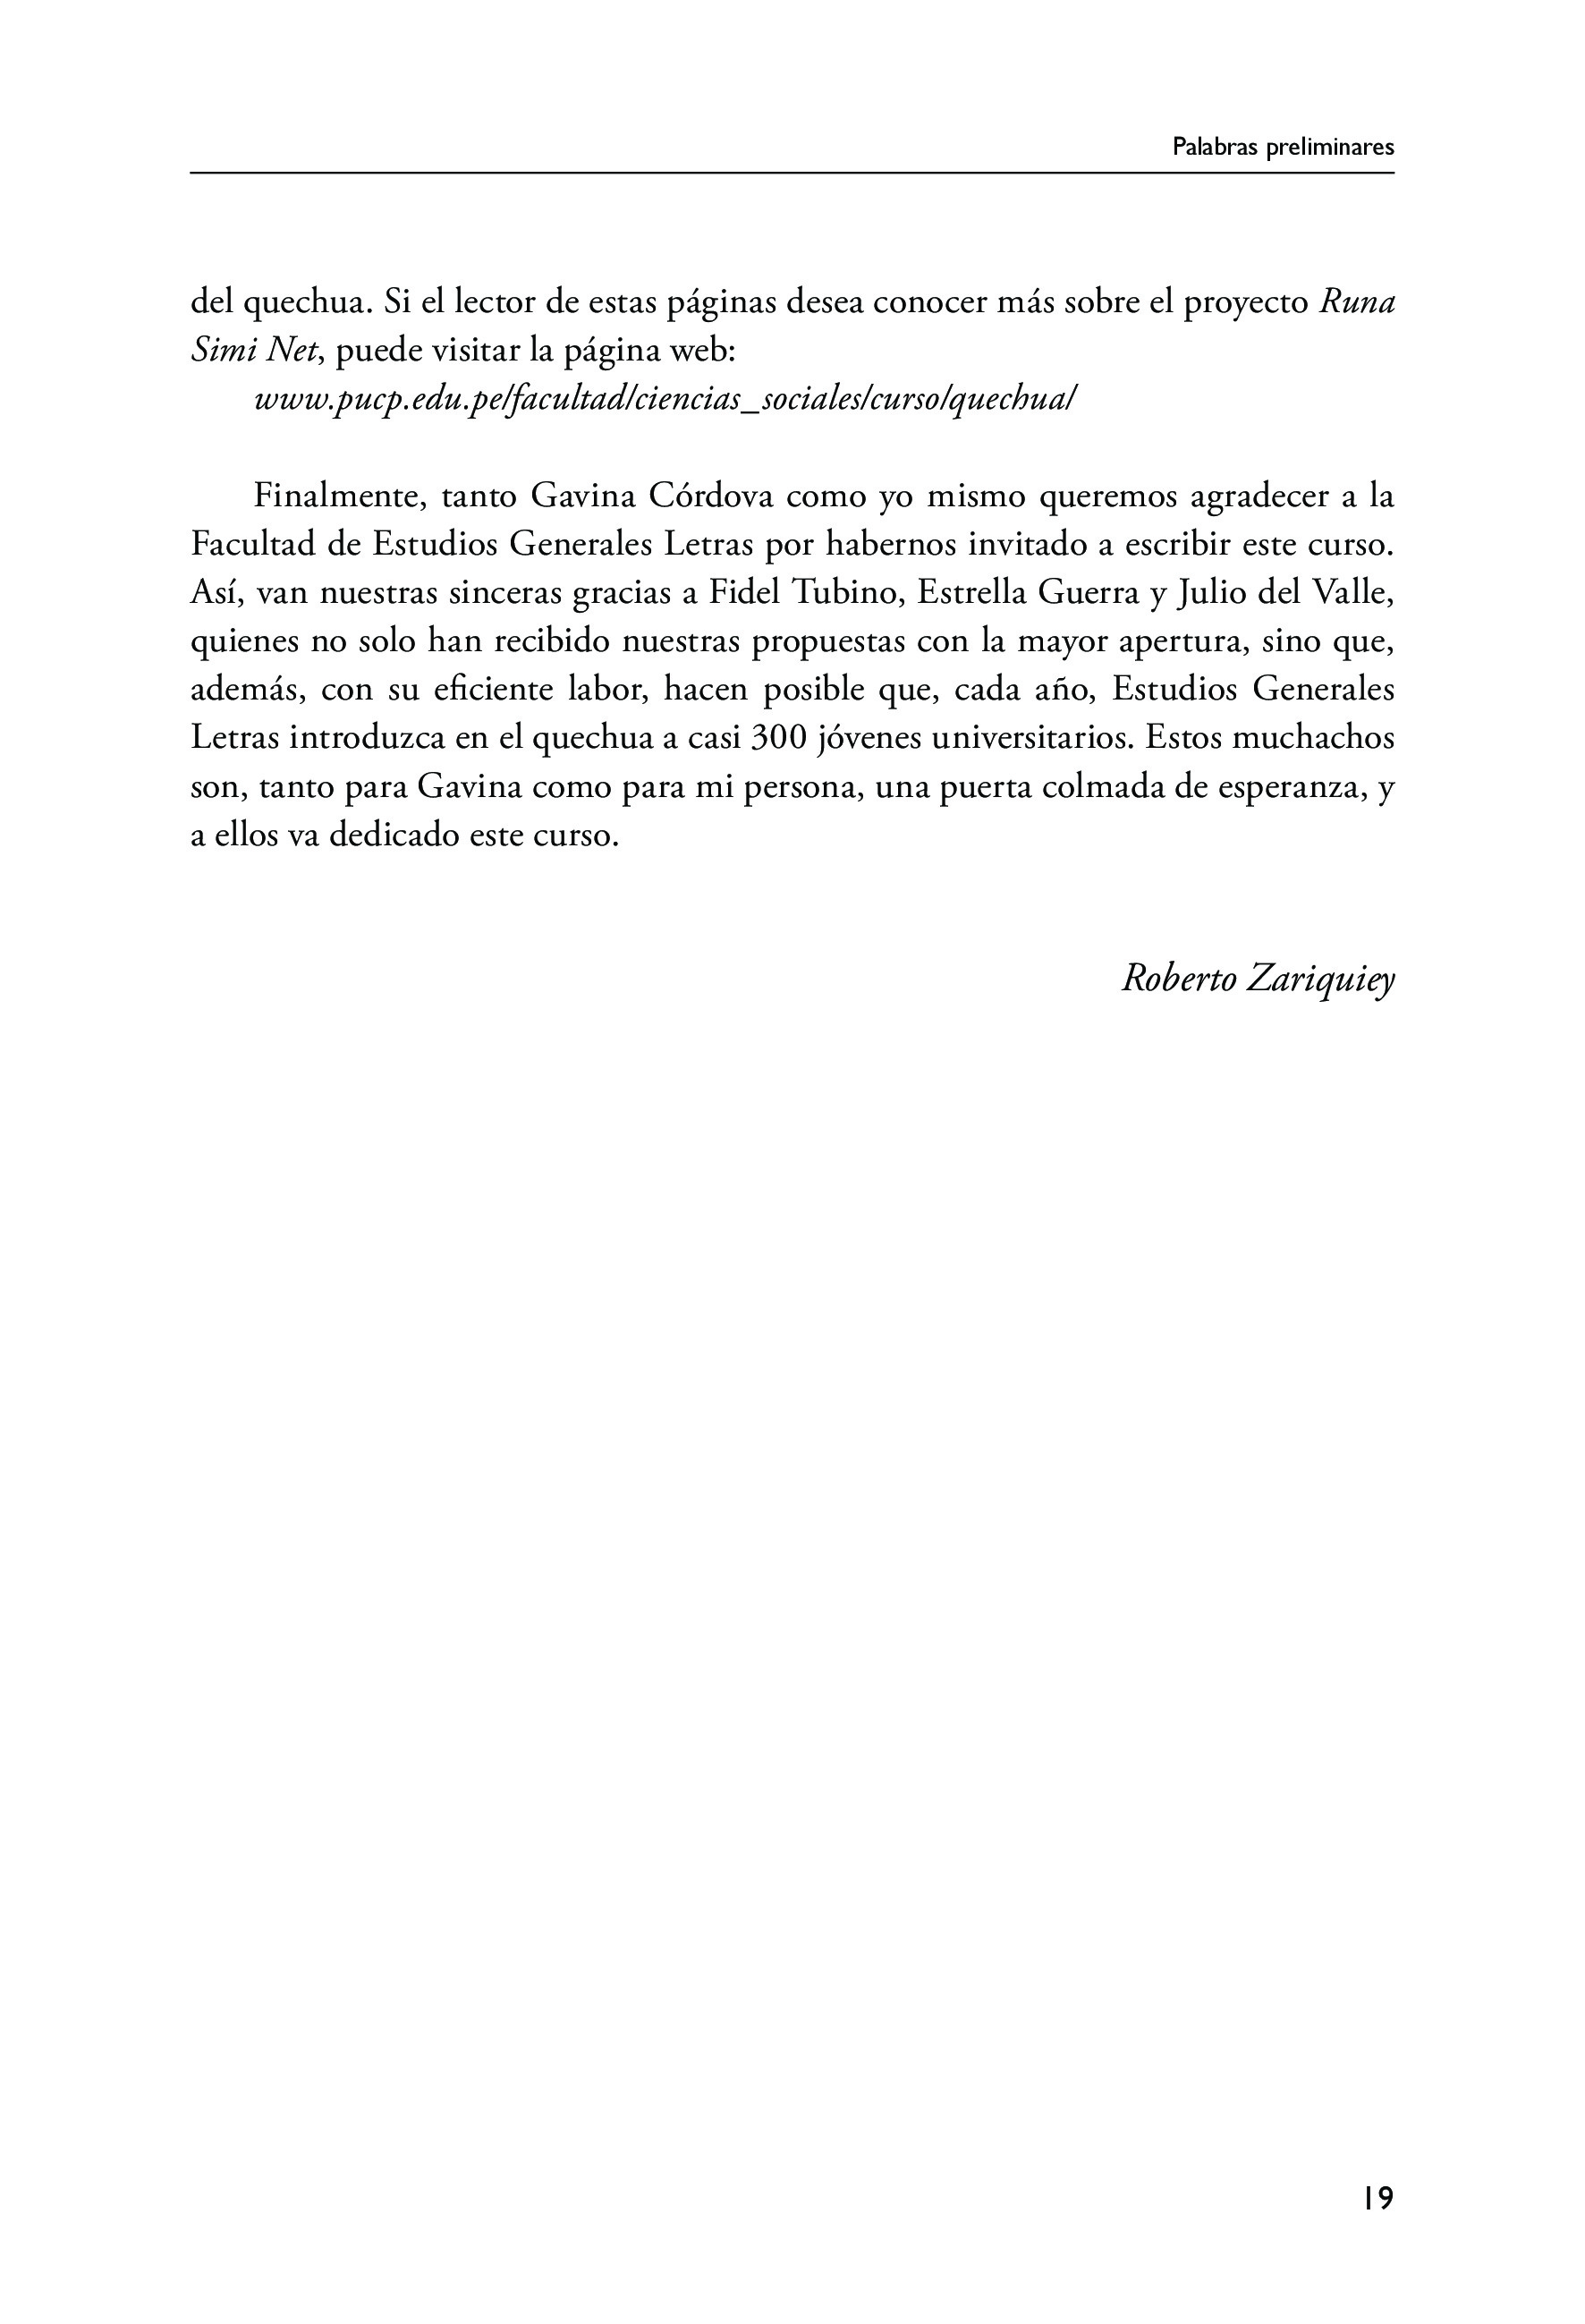 Palabras preliminares
del quechua. Si el lector de estas páginas desea conocer más sobre el proyecto Runa
Simi Net, puede visitar la página web:
www.pucp.edu.pe/facultad/ciencias_sociales/curso/quechua/
Finalmente, tanto Gavina Córdova como yo mismo queremos agradecer a la
Facultad de Estudios Generales Letras por habernos invitado a escribir este curso.
Así, van nuestras sinceras gracias a Fidel Tubino, Estrella Guerra y Julio del Valle,
quienes no solo han recibido nuestras propuestas con la mayor apertura, sino que,
además, con su eficiente labor, hacen posible que, cada año, Estudios Generales
Letras introduzca en el quechua a casi 300 jóvenes universitarios. Estos muchachos
son, tanto para Gavina como para mi persona, una puerta colmada de esperanza, y
a ellos va dedicado este curso.
Roberto Zariquiey
19